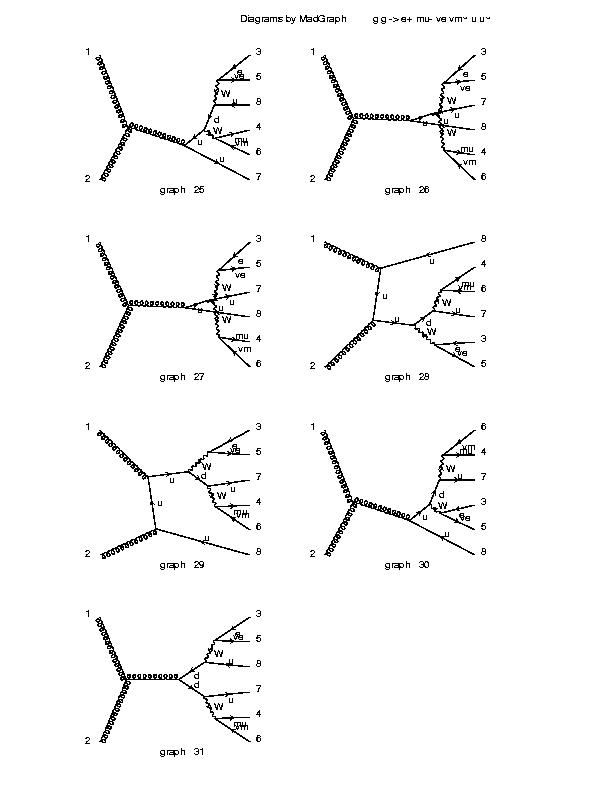 Diagrams by MadGraph g g -> e+ mu- ve vm~ u u~
1 3
e
ve 5
W
u 8
d
W 4
u mu
6
u
2 7
graph 25
1 3
e
ve 5
W 7
u
W 8
mu 4
vm
2 6
graph 26
1 3
e
ve 5
W
u 7
u
W 8
mu 4
vm
2 6
graph 27
1 8
u 4
mu 6
u W
u 7
u d
W 3
e
ve
2 5
graph 28
1 3
e
ve 5
W
u d 7
u
W 4
mu
vm 6
u
2 8
graph 29
1 6
vm
mu 4
W
u 7
d
W 3
u e
ve 5
u
2 8
graph 30
1 3
e
ve 5
W
u 8
d
d
u 7
W 4
mu
vm
2 6
graph 31